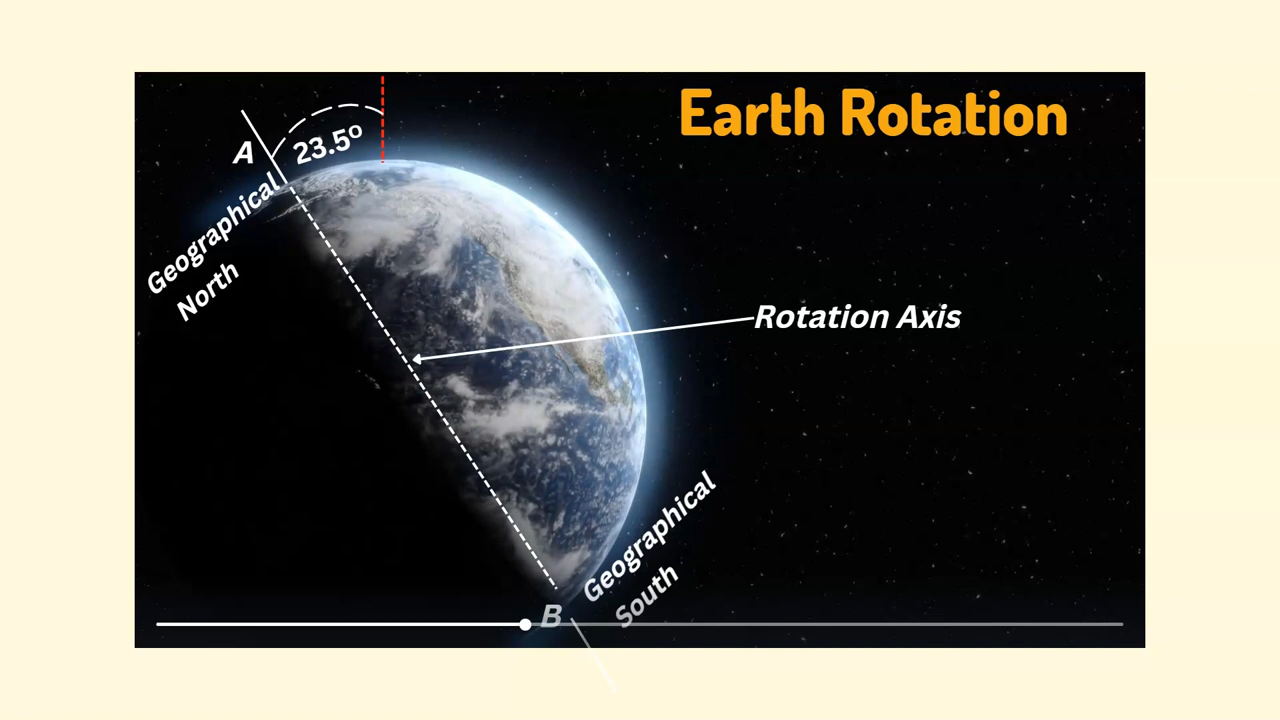 Earth Rotation
A
23.5º
Geographical
North
Rotation Axis
Geographical
South
B